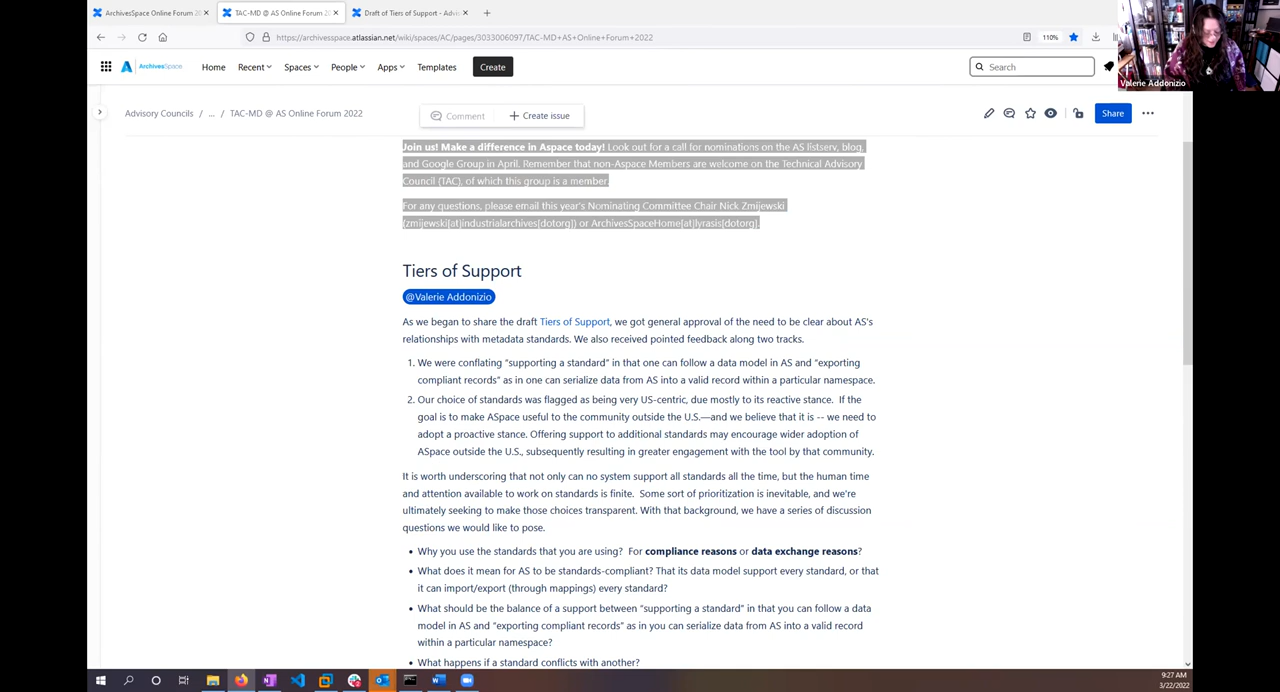 ArchivesSpace Online Forum 20
TAC-MD @ AS Online Forum 2
Draft of Tiers of Support - Advis
https://archivesspace.atlassian.net/wiki/spaces/AC/pages/3033006097/TAC-MD+AS+Online+Forum+2022
110%
ArchivesSpace
Home Recent Spaces People Apps Templates Create
Search
Valerie Addonizio
Advisory Councils / ... / TAC-MD @ AS Online Forum 2022
Comment Create issue
Share
Join us! Make a difference in Aspace today! Look out for a call for nominations on the AS listserv, blog,
and Google Group in April. Remember that non-Aspace Members are welcome on the Technical Advisory
Council (TAC), of which this group is a member.
For any questions, please email this year's Nominating Committee Chair Nick Zmijewski
(zmijewski[at]industrialarchives[dotorg]) or ArchivesSpaceHome[at]lyrasis[dotorg].
Tiers of Support
@Valerie Addonizio
As we began to share the draft Tiers of Support, we got general approval of the need to be clear about AS's
relationships with metadata standards. We also received pointed feedback along two tracks.
1. We were conflating “supporting a standard” in that one can follow a data model in AS and “exporting
compliant records” as in one can serialize data from AS into a valid record within a particular namespace.
2. Our choice of standards was flagged as being very US-centric, due mostly to its reactive stance. If the
goal is to make ASpace useful to the community outside the U.S.—and we believe that it is -- we need to
adopt a proactive stance. Offering support to additional standards may encourage wider adoption of
ASpace outside the U.S., subsequently resulting in greater engagement with the tool by that community.
It is worth underscoring that not only can no system support all standards all the time, but the human time
and attention available to work on standards is finite. Some sort of prioritization is inevitable, and we're
ultimately seeking to make those choices transparent. With that background, we have a series of discussion
questions we would like to pose.
• Why you use the standards that you are using? For compliance reasons or data exchange reasons?
• What does it mean for AS to be standards-compliant? That its data model support every standard, or that
it can import/export (through mappings) every standard?
• What should be the balance of a support between “supporting a standard” in that you can follow a data
model in AS and “exporting compliant records” as in you can serialize data from AS into a valid record
within a particular namespace?
• What happens if a standard conflicts with another?
9:27 AM
3/22/2022